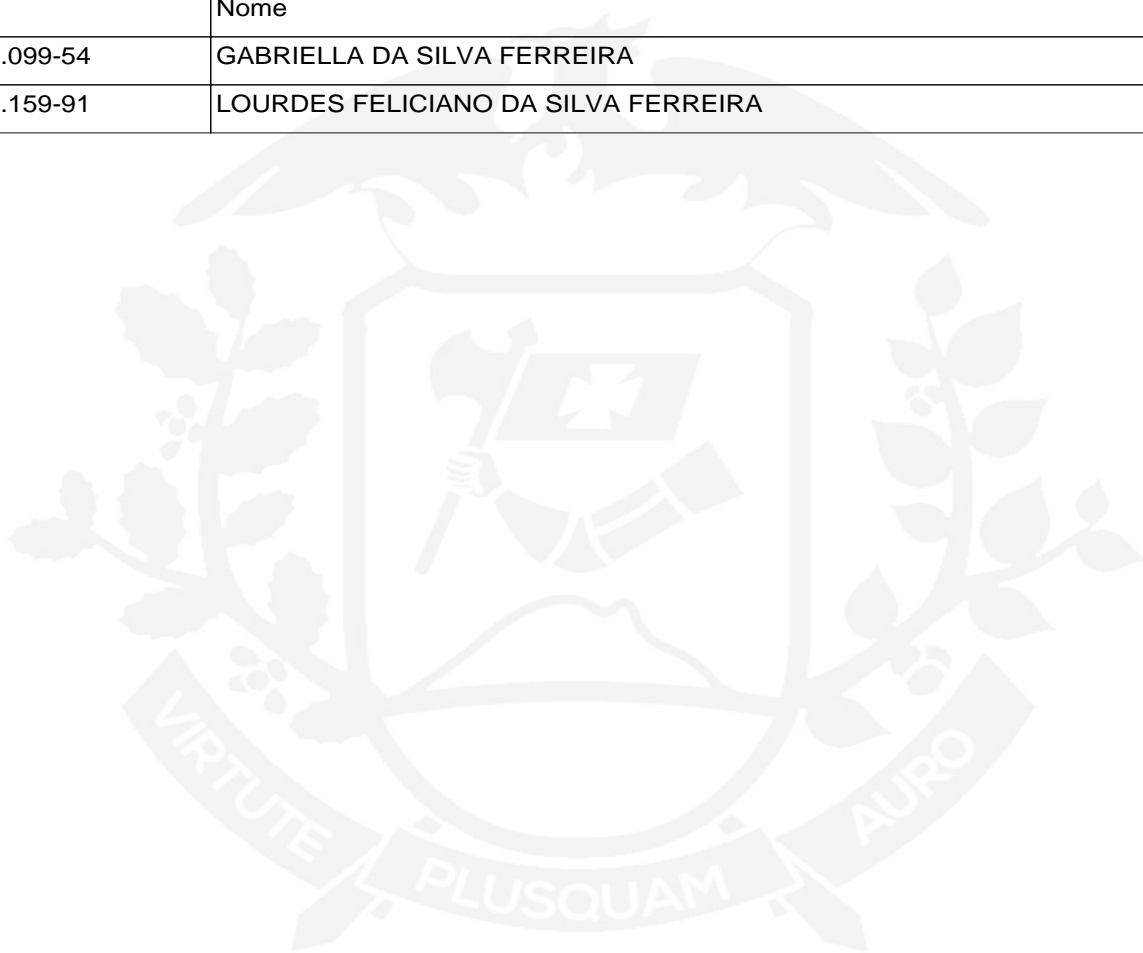 Nome
.099-54 GABRIELLA DA SILVA FERREIRA
.159-91 LOURDES FELICIANO DA SILVA FERREIRA
VIRTUTE PLUSQUAM AURO